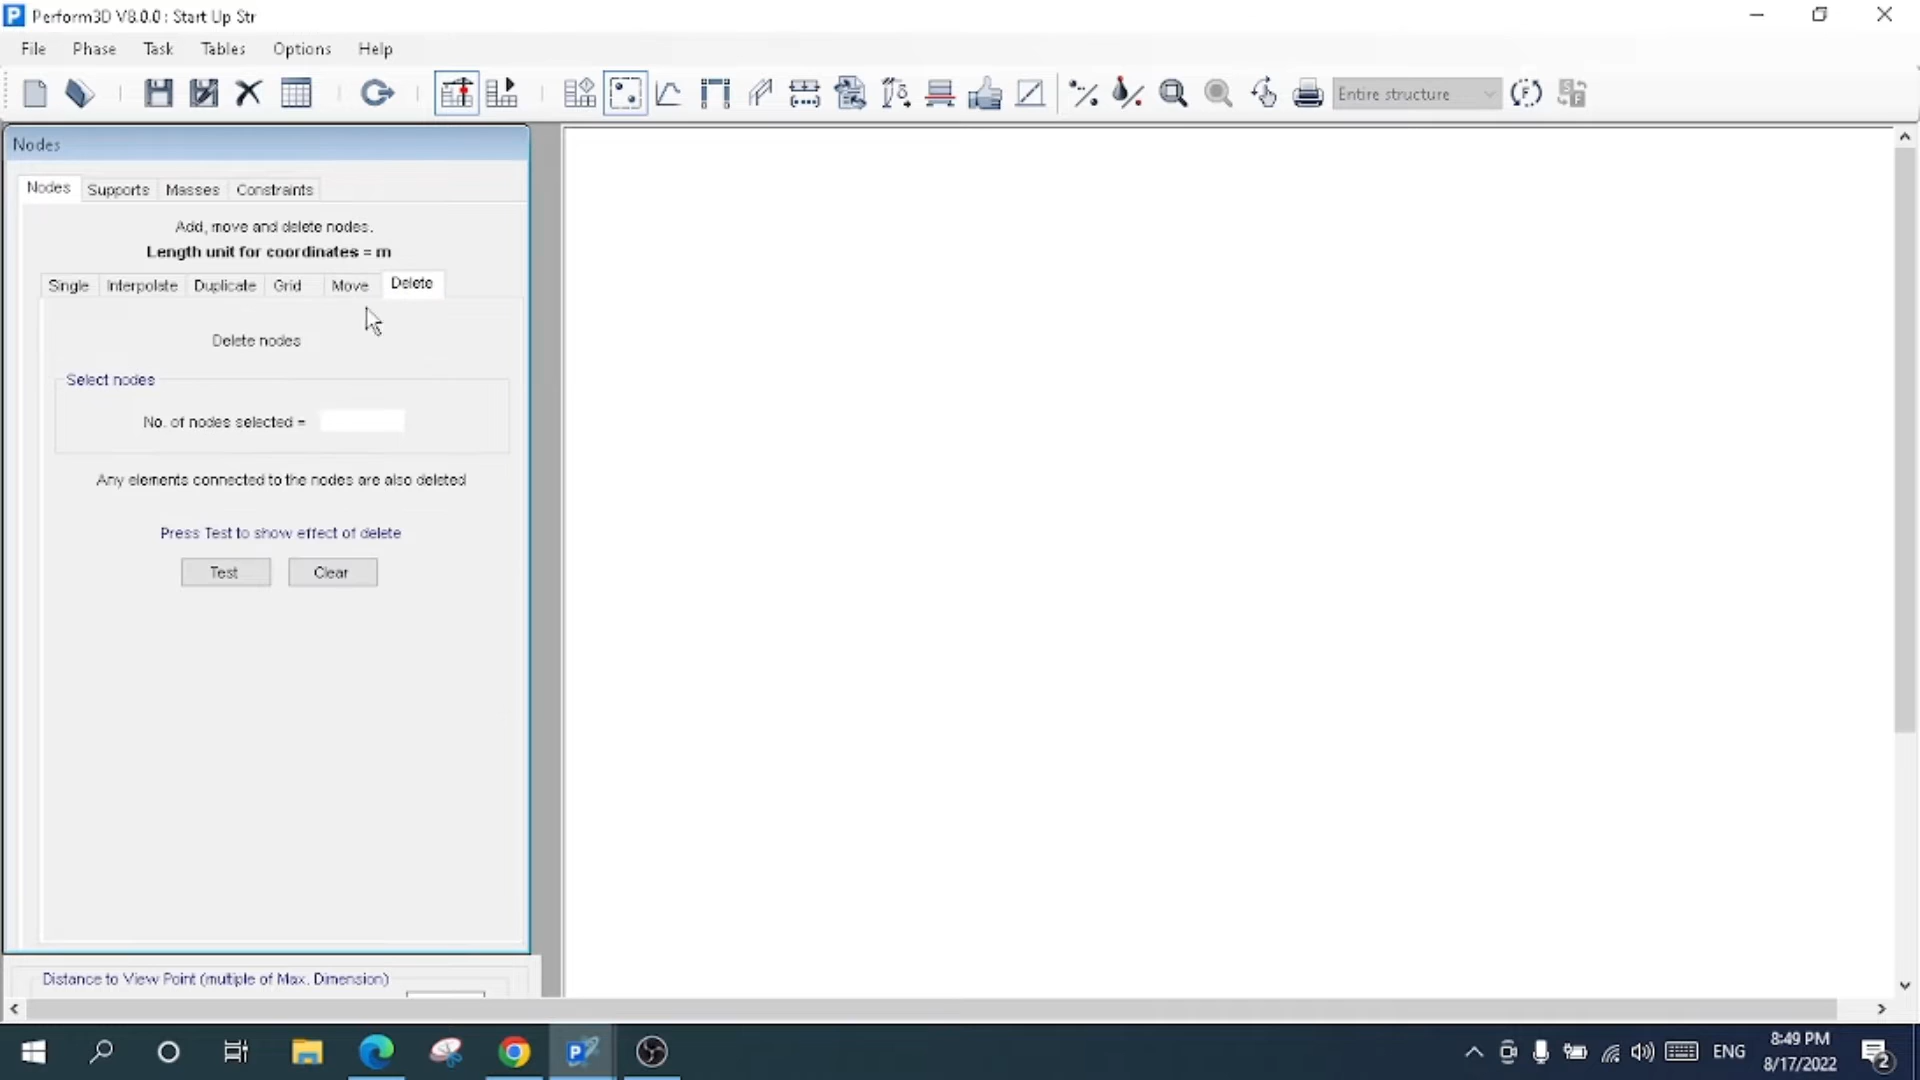 Perform3D V8.0.0 : Start Up Str
File Phase Task Tables Options Help
Entire structure
Nodes
Nodes Supports Masses Constraints
Add, move and delete nodes.
Length unit for coordinates = m
Single Interpolate Duplicate Grid Move Delete
Delete nodes
Select nodes
No. of nodes selected =
Any elements connected to the nodes are also deleted
Press Test to show effect of delete
Test Clear
Distance to View Point (multiple of Max. Dimension)
ENG
8:49 PM
8/17/2022
2